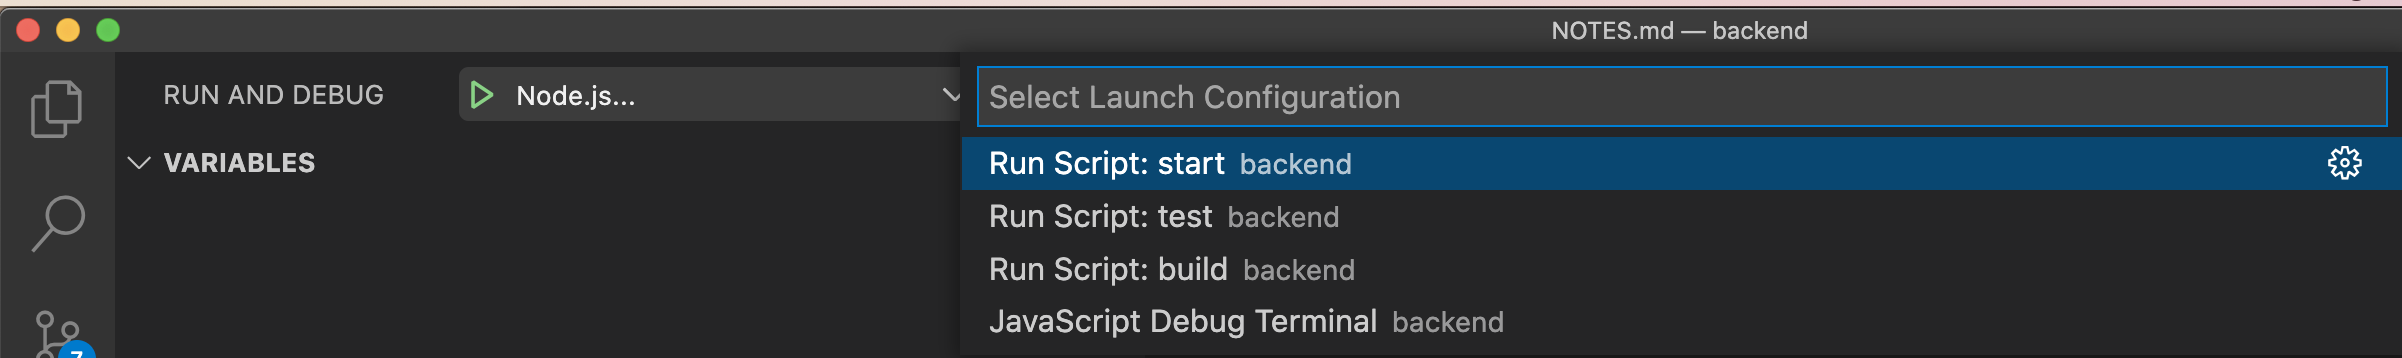 NOTES.md — backend
RUN AND DEBUG
Node.js...
Select Launch Configuration
VARIABLES
Run Script: start backend
Run Script: test backend
Run Script: build backend
JavaScript Debug Terminal backend
7